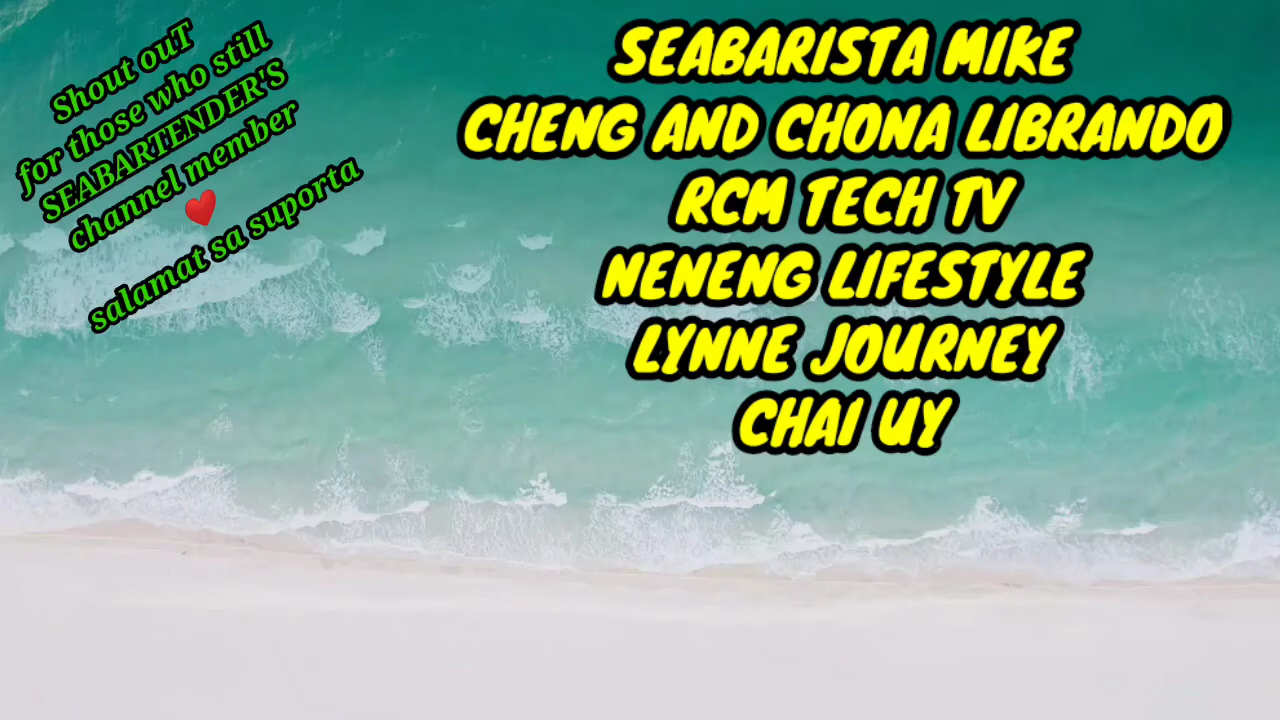 Shout ouT
for those who still
SEABARTENDER'S
channel member
❤️
salamat sa suporta
SEABARISTA MIKE
CHENG AND CHONA LIBRANDO
RCM TECH TV
NENENG LIFESTYLE
LYNNE JOURNEY
CHAI UY